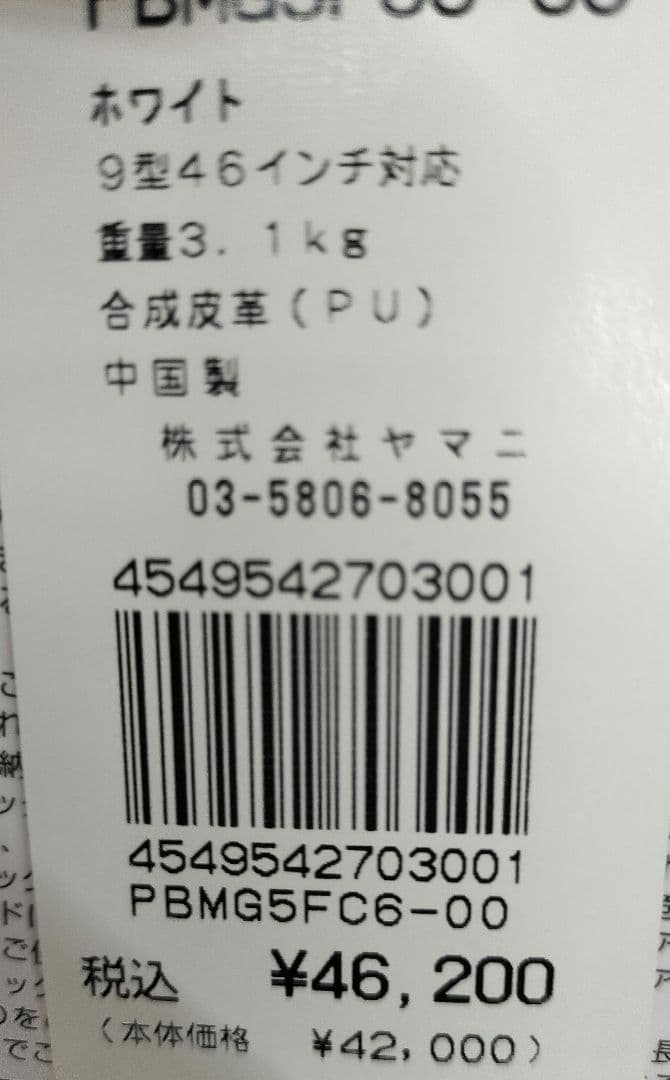 ホワイト
9型46インチ対応
重量3.1kg
合成皮革(PU)
中国製
株式会社ヤマニ
03-5806-8055
4549542703001
4549542703001
PBMG5FC6-00
税込 ¥46,200
(本体価格 ¥42,000)